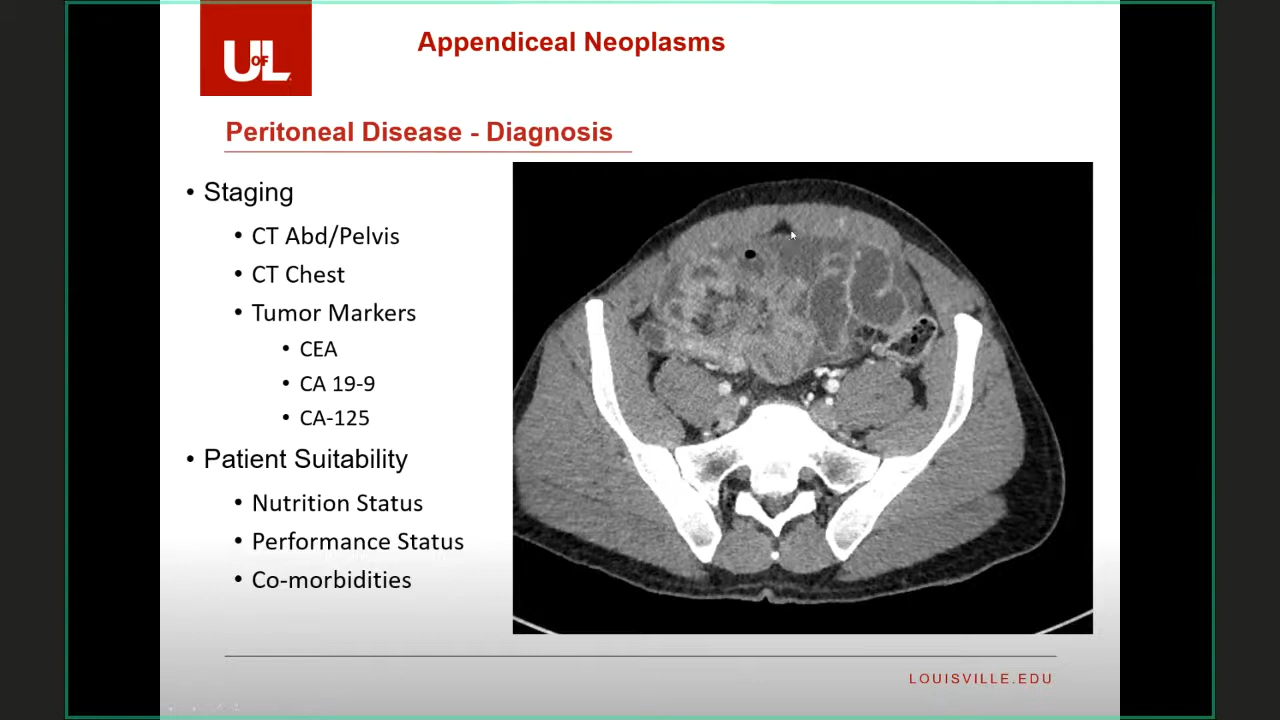 U OF L
Appendiceal Neoplasms
Peritoneal Disease - Diagnosis
• Staging
• CT Abd/Pelvis
• CT Chest
• Tumor Markers
• CEA
• CA 19-9
• CA-125
• Patient Suitability
• Nutrition Status
• Performance Status
• Co-morbidities
LOUISVILLE.EDU